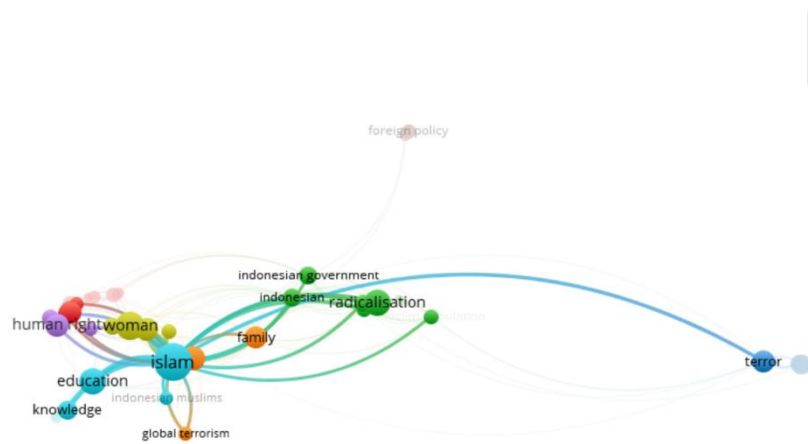 foreign policy
indonesian government
indonesian
radicalisation
human right
woman
family
islam
terror
education
indonesian muslims
knowledge
global terrorism